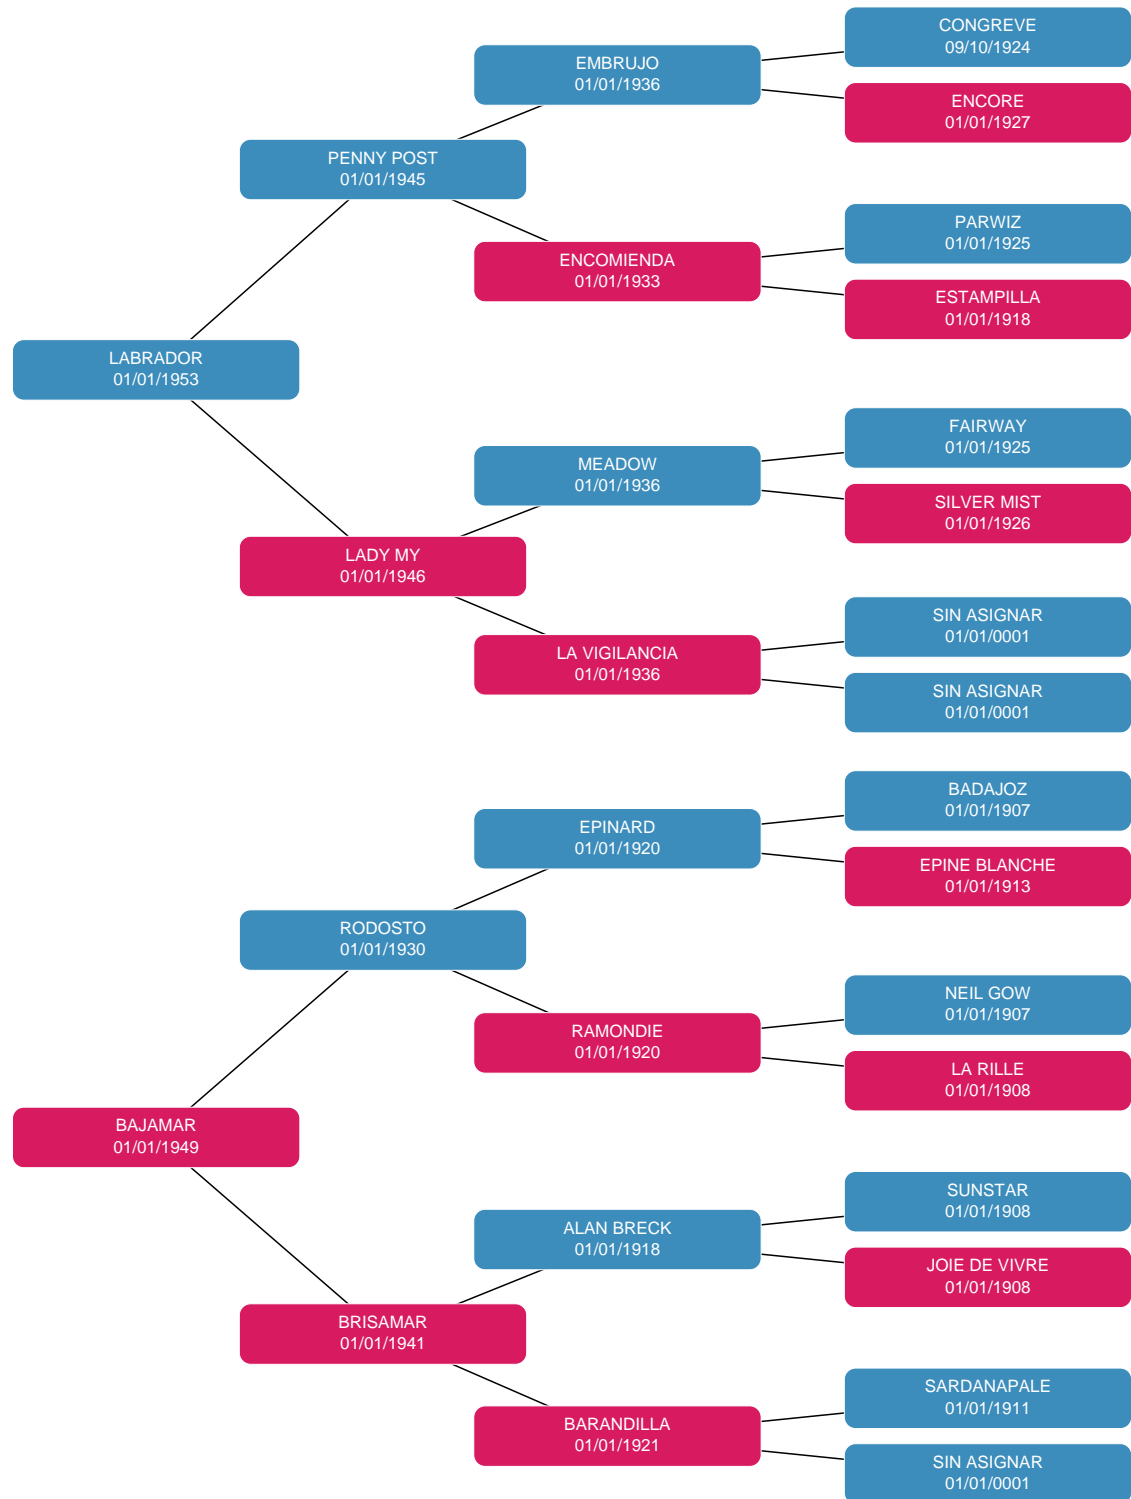 CONGREVE
09/10/1924
EMBRUJO
01/01/1936
ENCORE
01/01/1927
PENNY POST
01/01/1945
PARWIZ
01/01/1925
ENCOMIENDA
01/01/1933
ESTAMPILLA
01/01/1918
LABRADOR
01/01/1953
FAIRWAY
01/01/1925
MEADOW
01/01/1936
SILVER MIST
01/01/1926
LADY MY
01/01/1946
SIN ASIGNAR
01/01/0001
LA VIGILANCIA
01/01/1936
SIN ASIGNAR
01/01/0001
BADAJOZ
01/01/1907
EPINARD
01/01/1920
EPINE BLANCHE
01/01/1913
RODOSTO
01/01/1930
NEIL GOW
01/01/1907
RAMONDIE
01/01/1920
LA RILLE
01/01/1908
BAJAMAR
01/01/1949
SUNSTAR
01/01/1908
ALAN BRECK
01/01/1918
JOIE DE VIVRE
01/01/1908
BRISAMAR
01/01/1941
SARDANAPALE
01/01/1911
BARANDILLA
01/01/1921
SIN ASIGNAR
01/01/0001